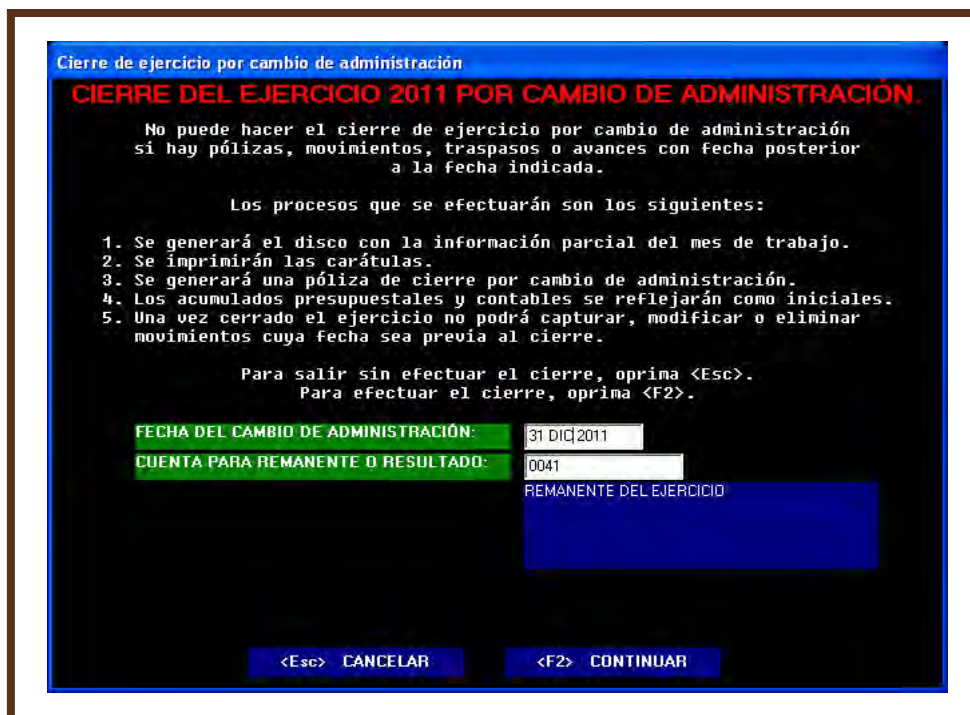 Cierre de ejercicio por cambio de administración
CIERRE DEL EJERCICIO 2011 POR CAMBIO DE ADMINISTRACIÓN.
No puede hacer el cierre de ejercicio por cambio de administración
si hay pólizas, movimientos, traspasos o avances con fecha posterior
a la fecha indicada.
Los procesos que se efectuarán son los siguientes:
1. Se generará el disco con la información parcial del mes de trabajo.
2. Se imprimirán las carátulas.
3. Se generará una póliza de cierre por cambio de administración.
4. Los acumulados presupuestales y contables se reflejarán como iniciales.
5. Una vez cerrado el ejercicio no podrá capturar, modificar o eliminar
movimientos cuya fecha sea previa al cierre.
Para salir sin efectuar el cierre, oprima <Esc>.
Para efectuar el cierre, oprima <F2>.
FECHA DEL CAMBIO DE ADMINISTRACIÓN: 31 DIC 2011
CUENTA PARA REMANENTE O RESULTADO: 0041
REMANENTE DEL EJERCICIO
<Esc> CANCELAR <F2> CONTINUAR